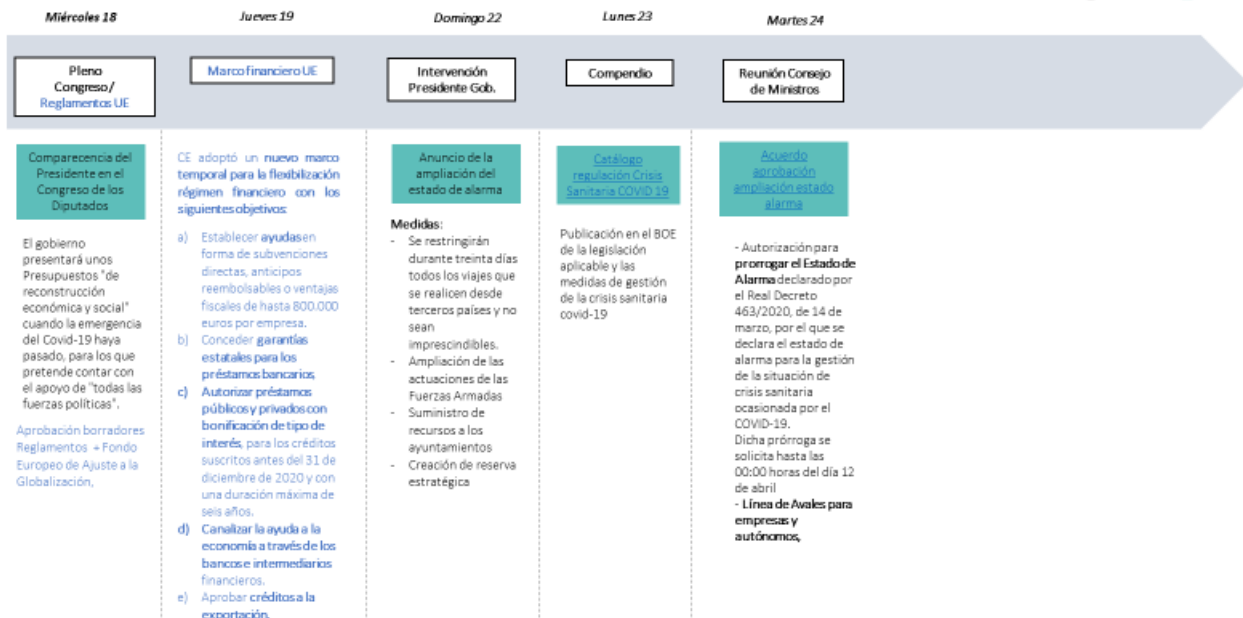 Miércoles 18
Jueves 19
Domingo 22
Lunes 23
Martes 24
Pleno
Congreso/
Reglamentos UE
Marco financiero UE
Intervención
Presidente Gob.
Compendio
Reunión Consejo
de Ministros
Comparecencia del
Presidente en el
Congreso de los
Diputados
El gobierno
presentará unos
Presupuestos "de
reconstrucción
económica y social"
cuando la emergencia
del Covid-19 haya
pasado, para los que
pretende contar con
el apoyo de "todas las
fuerzas políticas".
Aprobación borradores
Reglamentos + Fondo
Europeo de Ajuste a la
Globalización,
CE adoptó un nuevo marco
temporal para la flexibilización
régimen financiero con los
siguientes objetivos:
a) Establecer ayudas en
forma de subvenciones
directas, anticipos
reembolsables o ventajas
fiscales de hasta 800.000
euros por empresa.
b) Conceder garantías
estatales para los
préstamos bancarios,
c) Autorizar préstamos
públicos y privados con
bonificación de tipo de
interés, para los créditos
suscritos antes del 31 de
diciembre de 2020 y con
una duración máxima de
seis años.
d) Canalizar la ayuda a la
economía a través de los
bancos e intermediarios
financieros.
e) Aprobar créditos a la
exportación.
Anuncio de la
ampliación del
estado de alarma
Medidas:
- Se restringirán
durante treinta días
todos los viajes que
se realicen desde
terceros países y no
sean
imprescindibles.
- Ampliación de las
actuaciones de las
Fuerzas Armadas
- Suministro de
recursos a los
ayuntamientos
- Creación de reserva
estratégica
Catálogo
regulación Crisis
Sanitaria COVID 19
Publicación en el BOE
de la legislación
aplicable y las
medidas de gestión
de la crisis sanitaria
covid-19
Acuerdo
aprobación
ampliación estado
alarma
- Autorización para
prorrogar el Estado de
Alarma declarado por
el Real Decreto
463/2020, de 14 de
marzo, por el que se
declara el estado de
alarma para la gestión
de la situación de
crisis sanitaria
ocasionada por el
COVID-19.
Dicha prórroga se
solicita hasta las
00:00 horas del día 12
de abril
- Línea de Avales para
empresas y
autónomos,